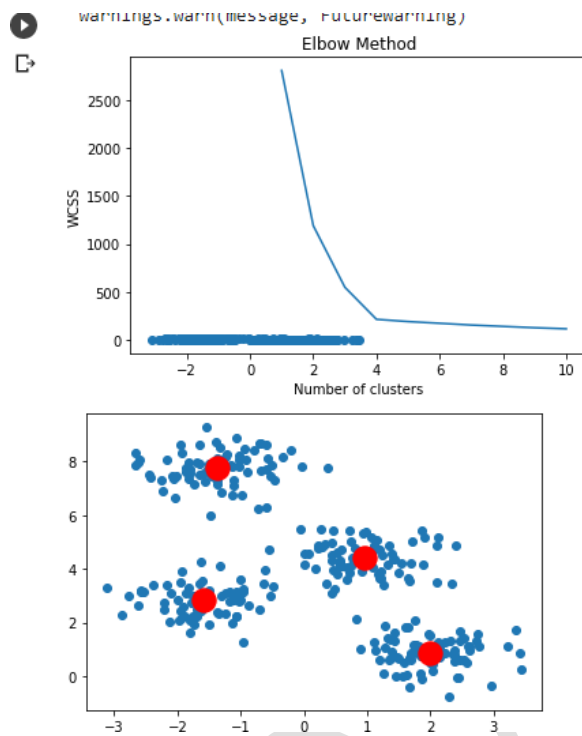 warnings.warn(message, FutureWarning)
Elbow Method
2500
2000
1500
1000
500
0
WCSS
−2 0 2 4 6 8 10
Number of clusters
8
6
4
2
0
−3 −2 −1 0 1 2 3